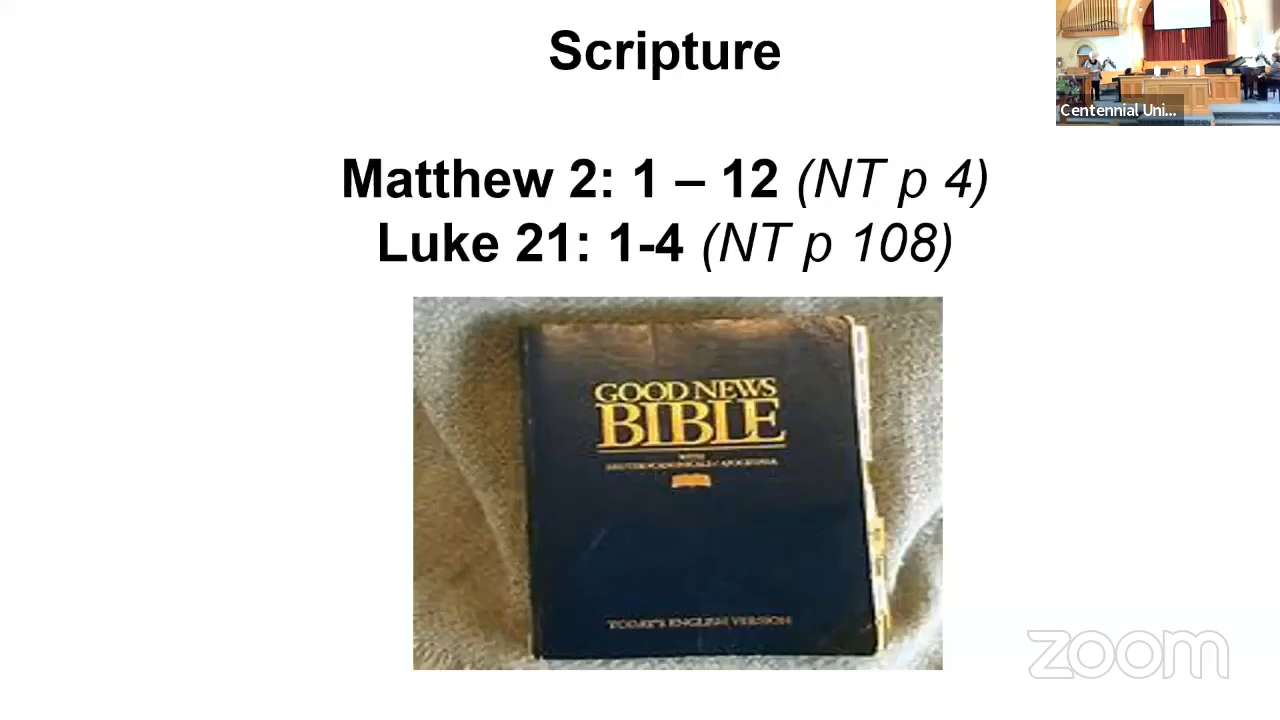 Scripture
Centennial Uni...
Matthew 2: 1 – 12 (NT p 4)
Luke 21: 1-4 (NT p 108)
GOOD NEWS
BIBLE
WITH
TODAY'S ENGLISH VERSION
zoom